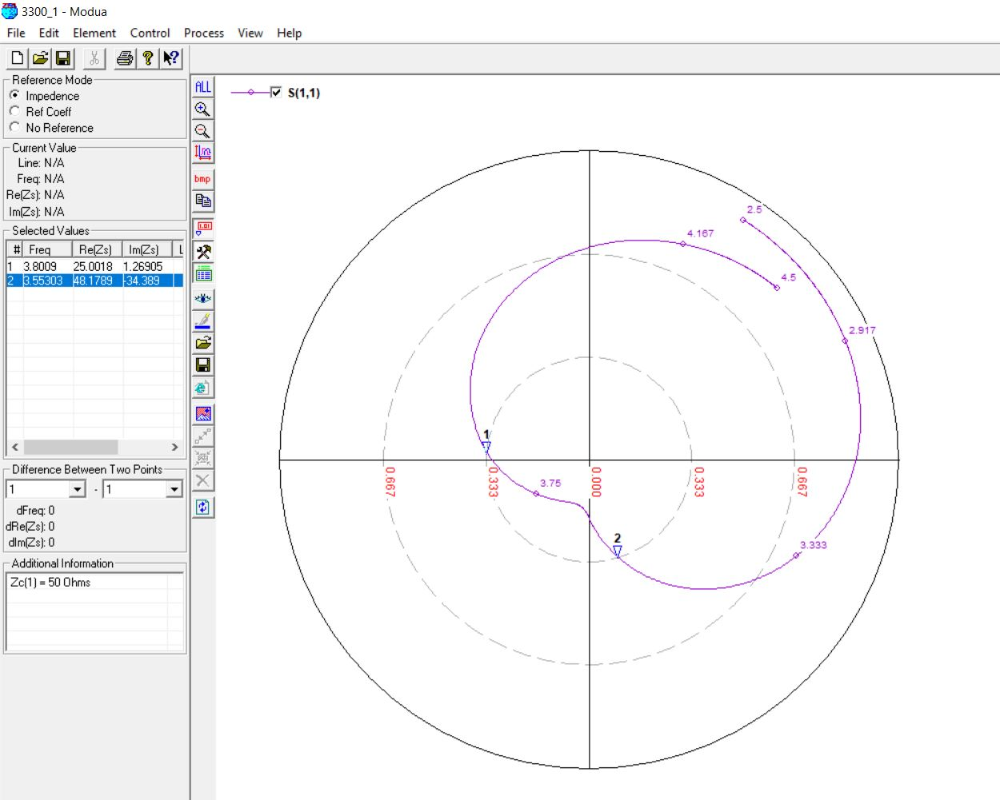 3300_1 - Modua
File Edit Element Control Process View Help
Reference Mode
Impedence
Ref Coeff
No Reference
Current Value
Line: N/A
Freq: N/A
Re(Zs): N/A
Im(Zs): N/A
Selected Values
# Freq Re(Zs) Im(Zs) L
1 3.8009 25.0018 1.26905
2 3.55303 48.1789 -34.389
Difference Between Two Points
1 - 1
dFreq: 0
dRe(Zs): 0
dIm(Zs): 0
Additional Information
Zc(1) = 50 Ohms
ALL
bmp
1.01
S(1,1)
2.5
4.167
4.5
2.917
1
0.667
0.333
0.000
0.333
0.667
3.75
2
3.333